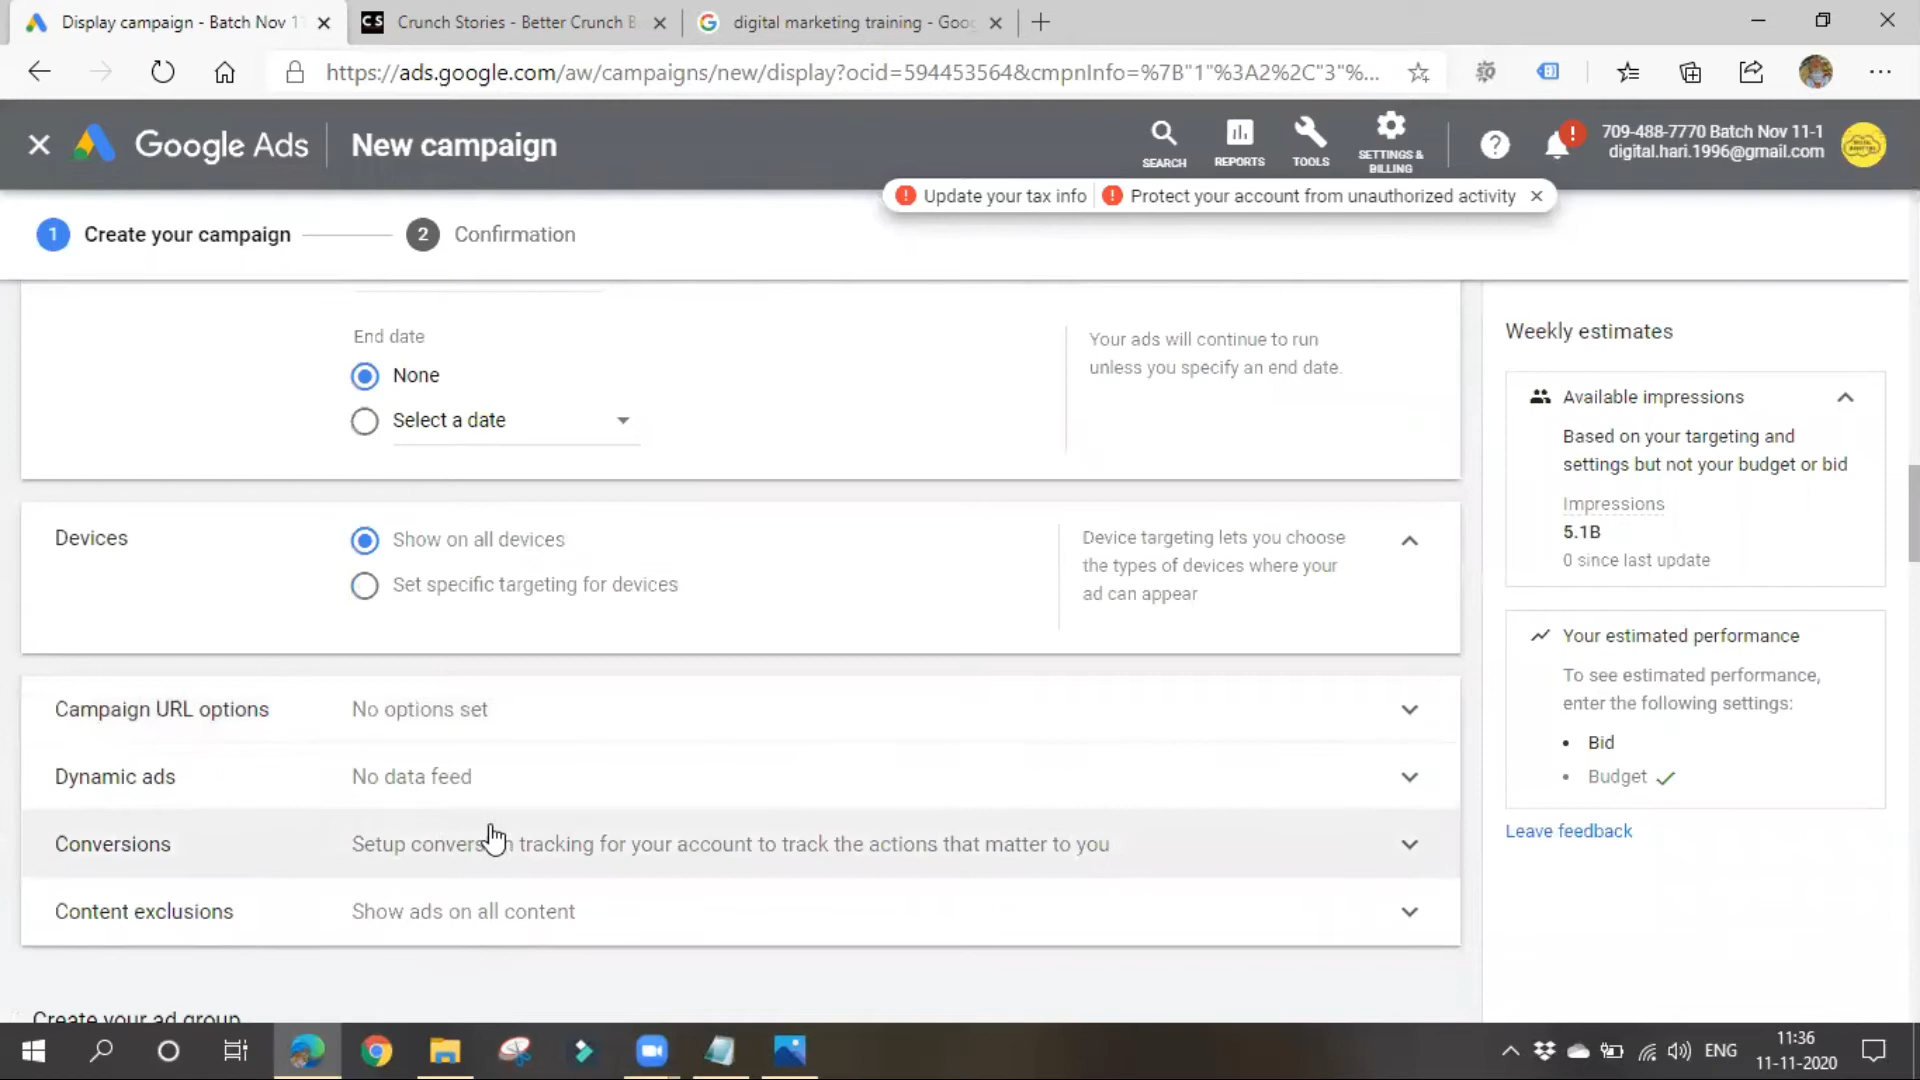 Display campaign - Batch Nov 1
Crunch Stories - Better Crunch B
digital marketing training - Goog
https://ads.google.com/aw/campaigns/new/display?ocid=594453564&cmpnInfo=%7B"1"%3A2%2C"3"%...
Google Ads
New campaign
SEARCH
REPORTS
TOOLS
SETTINGS &
BILLING
709-488-7770 Batch Nov 11-1
digital.hari.1996@gmail.com
Update your tax info
Protect your account from unauthorized activity
1 Create your campaign
2 Confirmation
End date
None
Select a date
Your ads will continue to run
unless you specify an end date.
Devices
Show on all devices
Set specific targeting for devices
Device targeting lets you choose
the types of devices where your
ad can appear
Campaign URL options
No options set
Dynamic ads
No data feed
Conversions
Setup conversion tracking for your account to track the actions that matter to you
Content exclusions
Show ads on all content
Create your ad group
Weekly estimates
Available impressions
Based on your targeting and
settings but not your budget or bid
Impressions
5.1B
0 since last update
Your estimated performance
To see estimated performance,
enter the following settings:
• Bid
• Budget
Leave feedback
ENG
11:36
11-11-2020